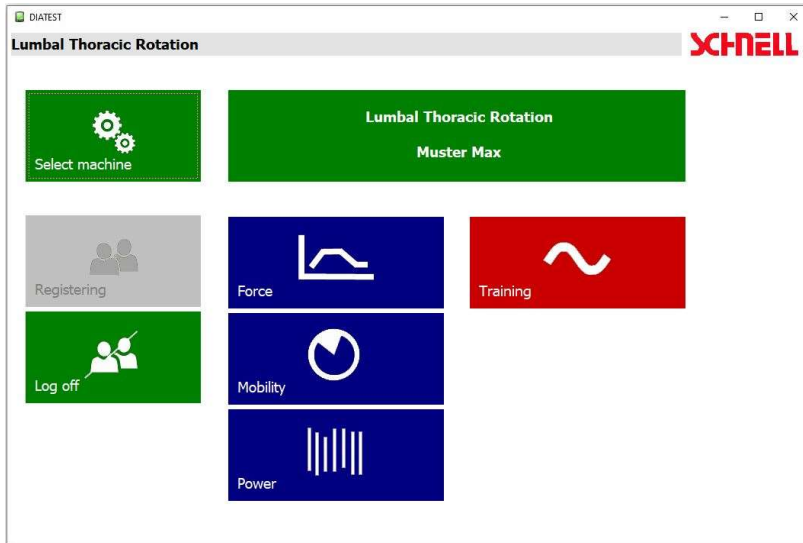 DIATEST
Lumbal Thoracic Rotation
SCHNELL
Select machine
Lumbal Thoracic Rotation
Muster Max
Registering
Force
Training
Log off
Mobility
Power